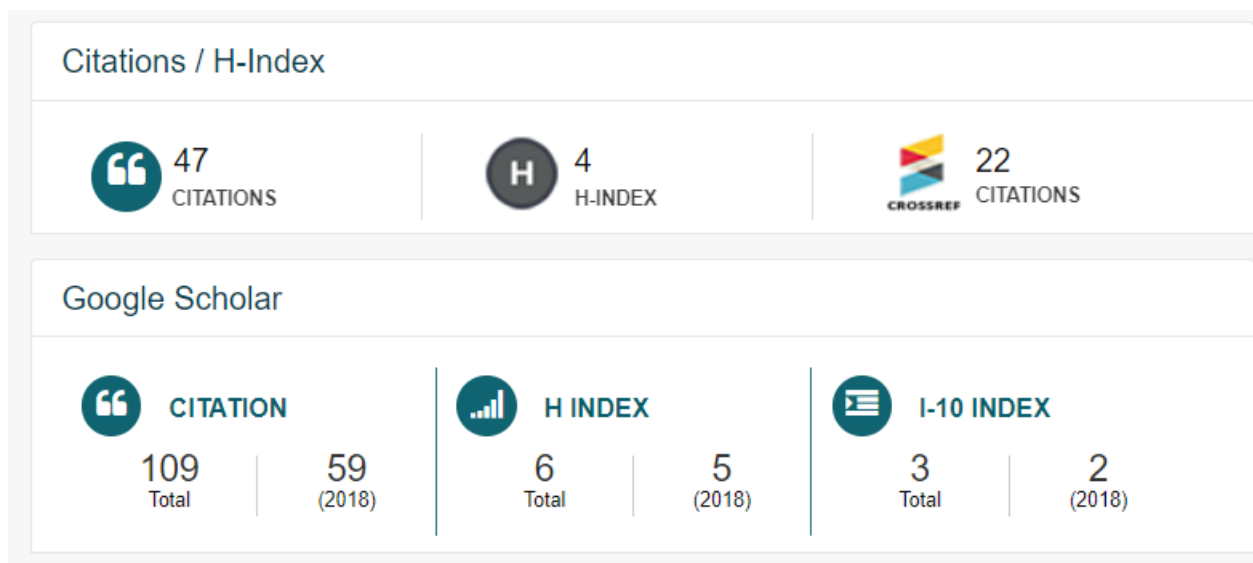 Citations / H-Index
47
CITATIONS
H
4
H-INDEX
CROSSREF
22
CITATIONS
Google Scholar
CITATION
109
Total
59
(2018)
H INDEX
6
Total
5
(2018)
I-10 INDEX
3
Total
2
(2018)